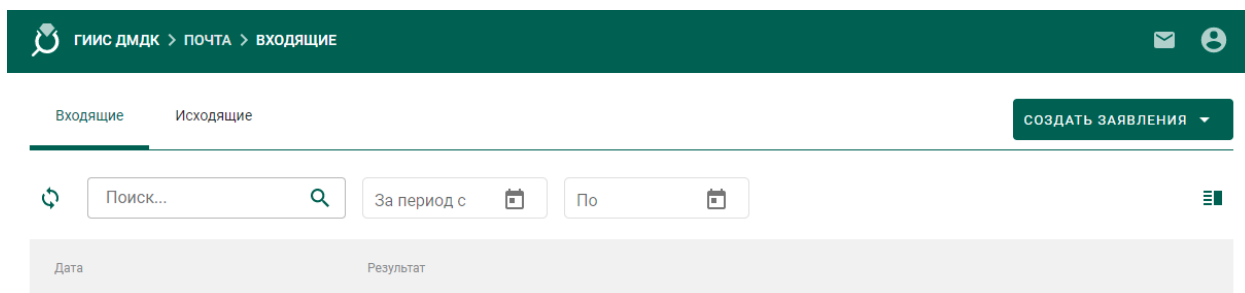 ГИИС ДМДК > ПОЧТА > ВХОДЯЩИЕ
Входящие Исходящие СОЗДАТЬ ЗАЯВЛЕНИЯ
Поиск... За период с По
Дата Результат